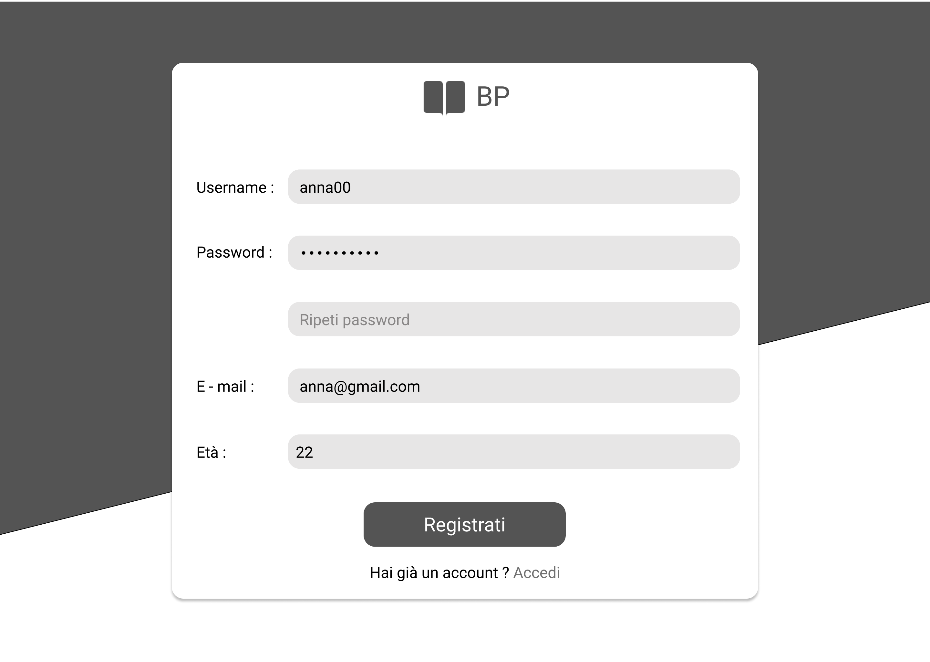 BP
Username : anna00
Password : ••••••••••
Ripeti password
E - mail : anna@gmail.com
Età : 22
Registrati
Hai già un account ? Accedi